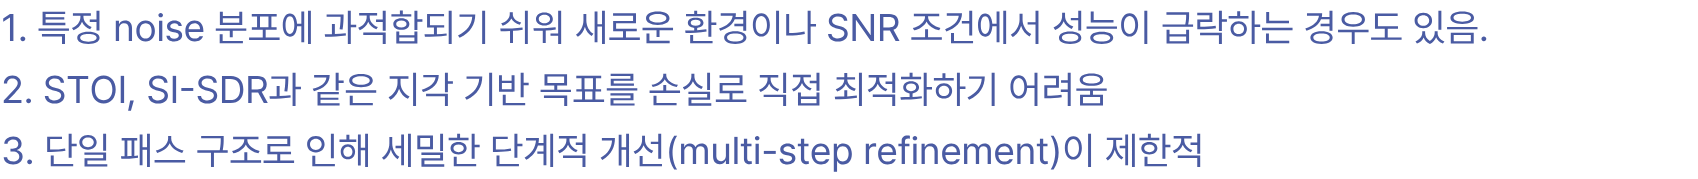 1. 특정 noise 분포에 과적합되기 쉬워 새로운 환경이나 SNR 조건에서 성능이 급락하는 경우도 있음.
2. STOI, SI-SDR과 같은 지각 기반 목표를 손실로 직접 최적화하기 어려움
3. 단일 패스 구조로 인해 세밀한 단계적 개선(multi-step refinement)이 제한적